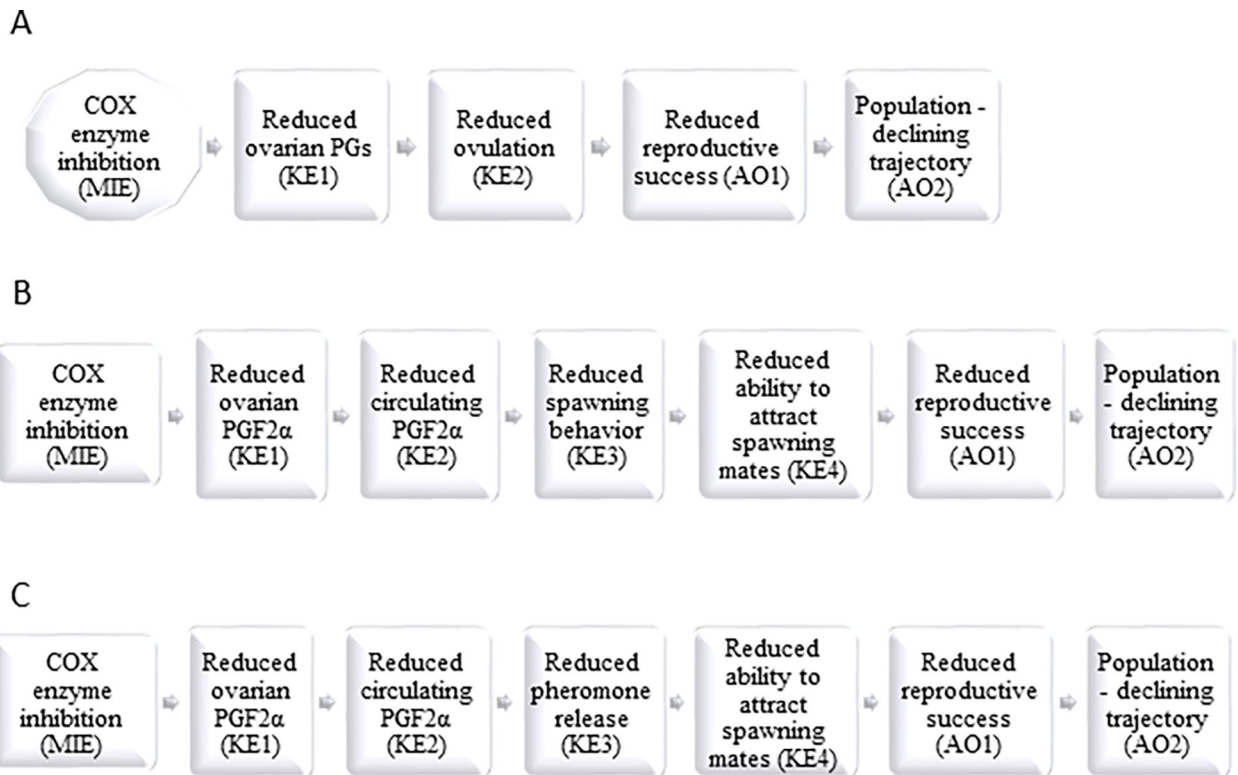 A
COX
enzyme
inhibition
(MIE)
Reduced
ovarian PGs
(KE1)
Reduced
ovulation
(KE2)
Reduced
reproductive
success (AO1)
Population -
declining
trajectory
(AO2)
B
COX
enzyme
inhibition
(MIE)
Reduced
ovarian
PGF2α
(KE1)
Reduced
circulating
PGF2α
(KE2)
Reduced
spawning
behavior
(KE3)
Reduced
ability to
attract
spawning
mates (KE4)
Reduced
reproductive
success
(AO1)
Population
- declining
trajectory
(AO2)
C
COX
enzyme
inhibition
(MIE)
Reduced
ovarian
PGF2α
(KE1)
Reduced
circulating
PGF2α
(KE2)
Reduced
pheromone
release
(KE3)
Reduced
ability to
attract
spawning
mates (KE4)
Reduced
reproductive
success
(AO1)
Population
- declining
trajectory
(AO2)